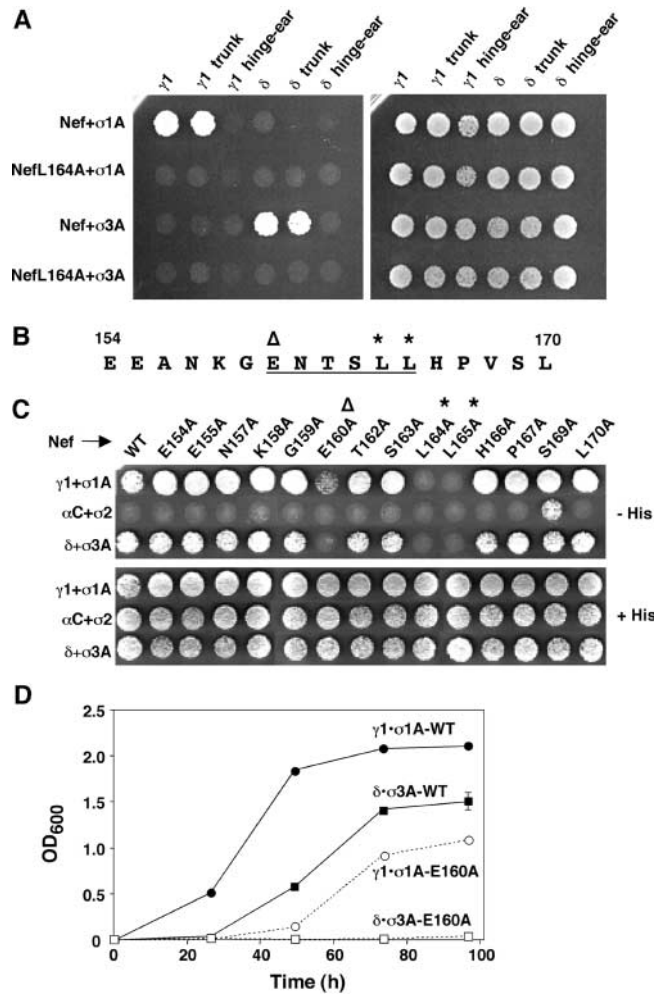 A
γ1 γ1 trunk γ1 hinge-ear δ δ trunk δ hinge-ear γ1 γ1 trunk γ1 hinge-ear δ δ trunk δ hinge-ear
Nef+σ1A
NefL164A+σ1A
Nef+σ3A
NefL164A+σ3A
B
154 Δ * * 170
E E A N K G E N T S L L H P V S L
C
Δ * *
Nef → WT E154A E155A N157A K158A G159A E160A T162A S163A L164A L165A H166A P167A S169A L170A
γ1+σ1A
αC+σ2 - His
δ+σ3A
γ1+σ1A
αC+σ2 + His
δ+σ3A
D
2.5
2.0
1.5
1.0
0.5
0
OD600
γ1·σ1A-WT
δ·σ3A-WT
γ1·σ1A-E160A
δ·σ3A-E160A
0 20 40 60 80 100
Time (h)